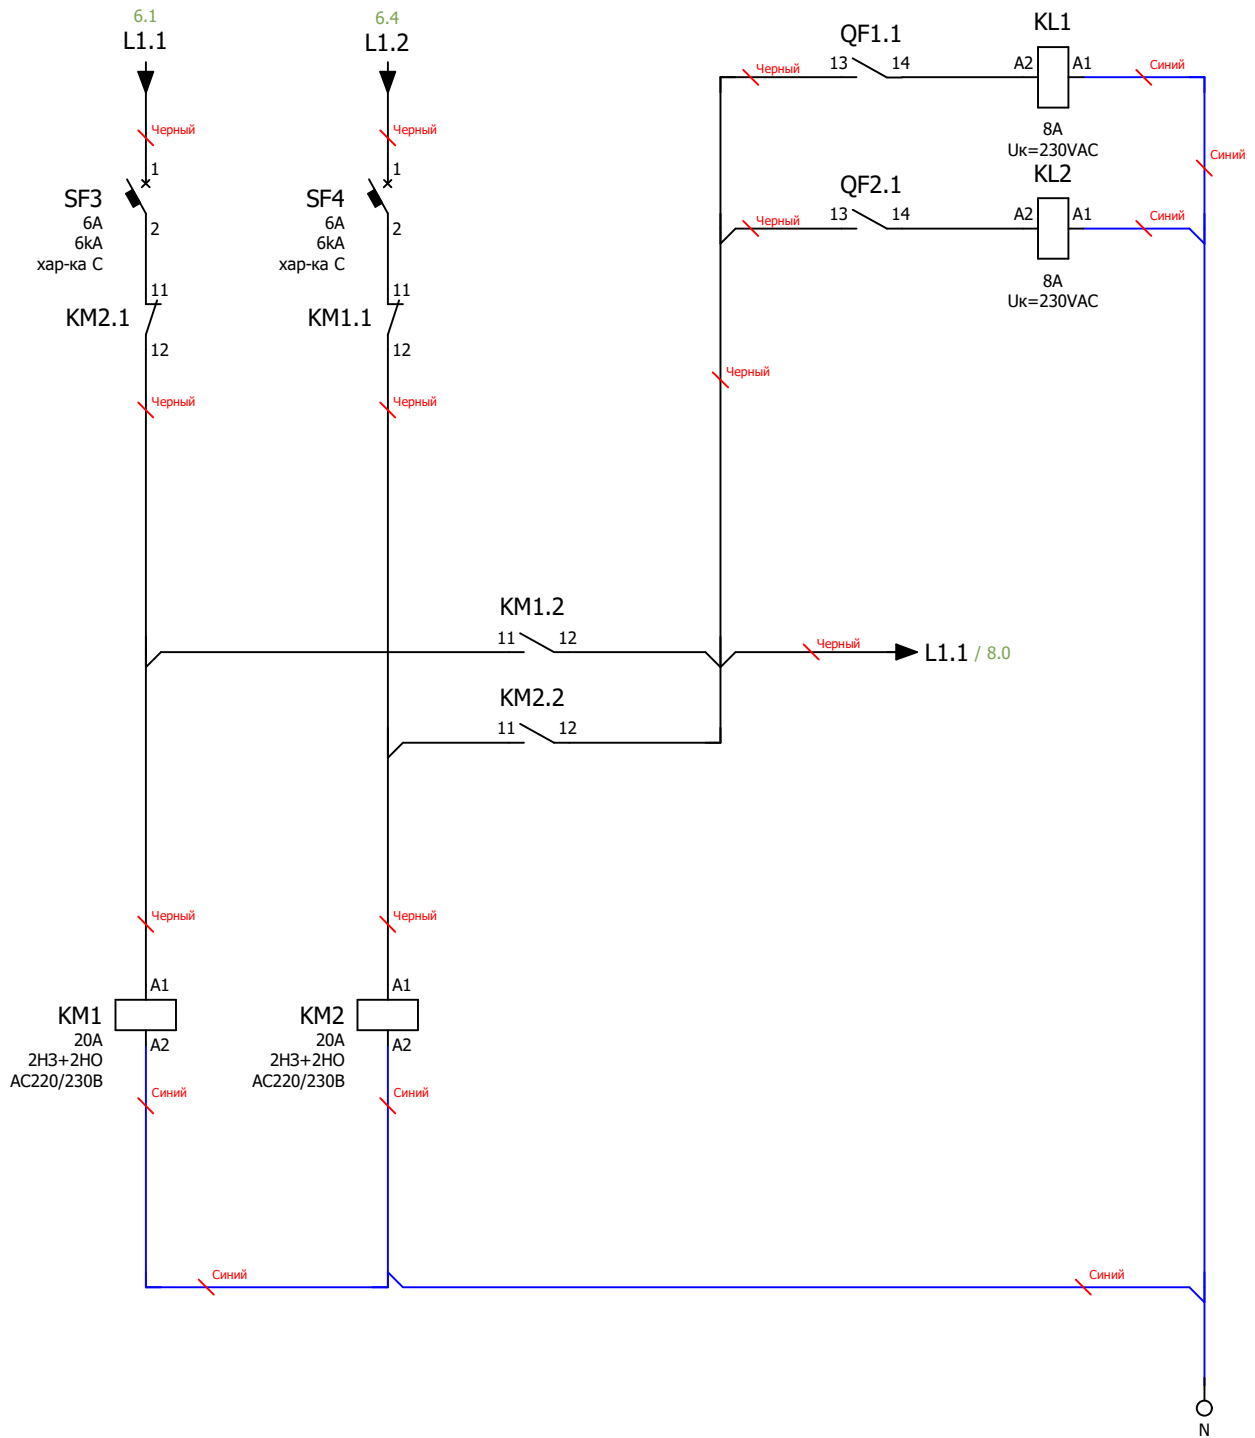 6.1
L1.1
6.4
L1.2
Черный
Черный
1
SF3
6A
6kA
хар-ка C
2
1
SF4
6A
6kA
хар-ка C
2
11
KM2.1
12
11
KM1.1
12
Черный
Черный
QF1.1
13
14
Черный
KL1
A2
A1
Синий
8A
Uк=230VAC
Синий
QF2.1
13
14
Черный
KL2
A2
A1
Синий
8A
Uк=230VAC
Черный
KM1.2
11
12
Черный
L1.1 / 8.0
KM2.2
11
12
Черный
Черный
A1
KM1
20A
2НЗ+2НО
AC220/230В
A2
Синий
A1
KM2
20A
2НЗ+2НО
AC220/230В
A2
Синий
Синий
Синий
N